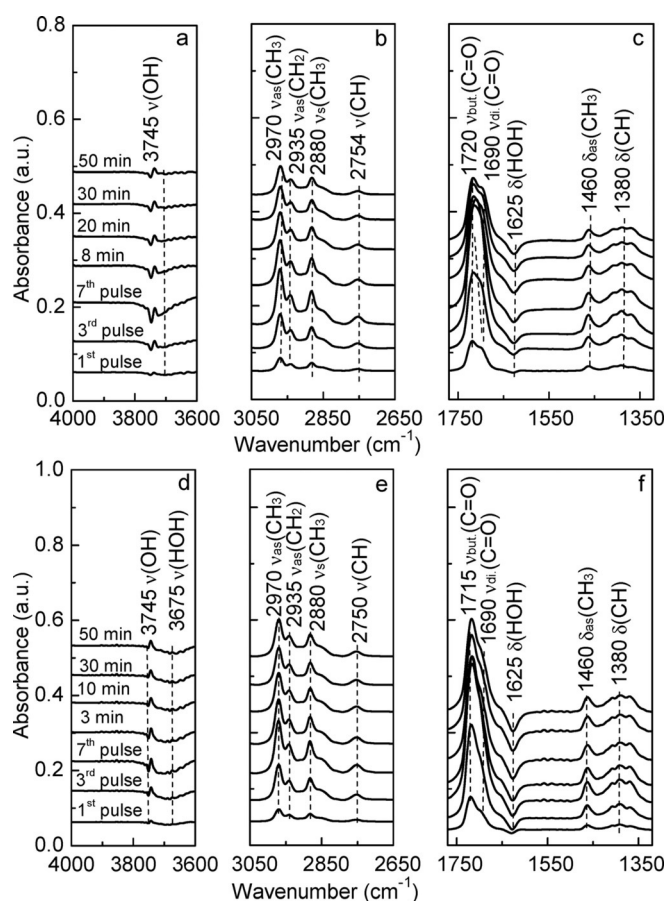 a
b
c
0.8
0.6
0.4
0.2
0.0
Absorbance (a.u.)
3745 ν(OH)
50 min
30 min
20 min
8 min
7th pulse
3rd pulse
1st pulse
2970 νas(CH3)
2935 νas(CH2)
2880 νs(CH3)
2754 ν(CH)
1720 νbut.(C=O)
1690 νdi.(C=O)
1625 δ(HOH)
1460 δas(CH3)
1380 δ(CH)
4000 3800 3600
3050 2850 2650
1770 1550 1350
Wavenumber (cm-1)
d
e
f
1.0
0.8
0.6
0.4
0.2
0.0
Absorbance (a.u.)
3745 ν(OH)
3675 ν(HOH)
50 min
30 min
10 min
3 min
7th pulse
3rd pulse
1st pulse
2970 νas(CH3)
2935 νas(CH2)
2880 νs(CH3)
2750 ν(CH)
1715 νbut.(C=O)
1690 νdi.(C=O)
1625 δ(HOH)
1460 δas(CH3)
1380 δ(CH)
4000 3800 3600
3050 2850 2650
1770 1550 1350
Wavenumber (cm-1)